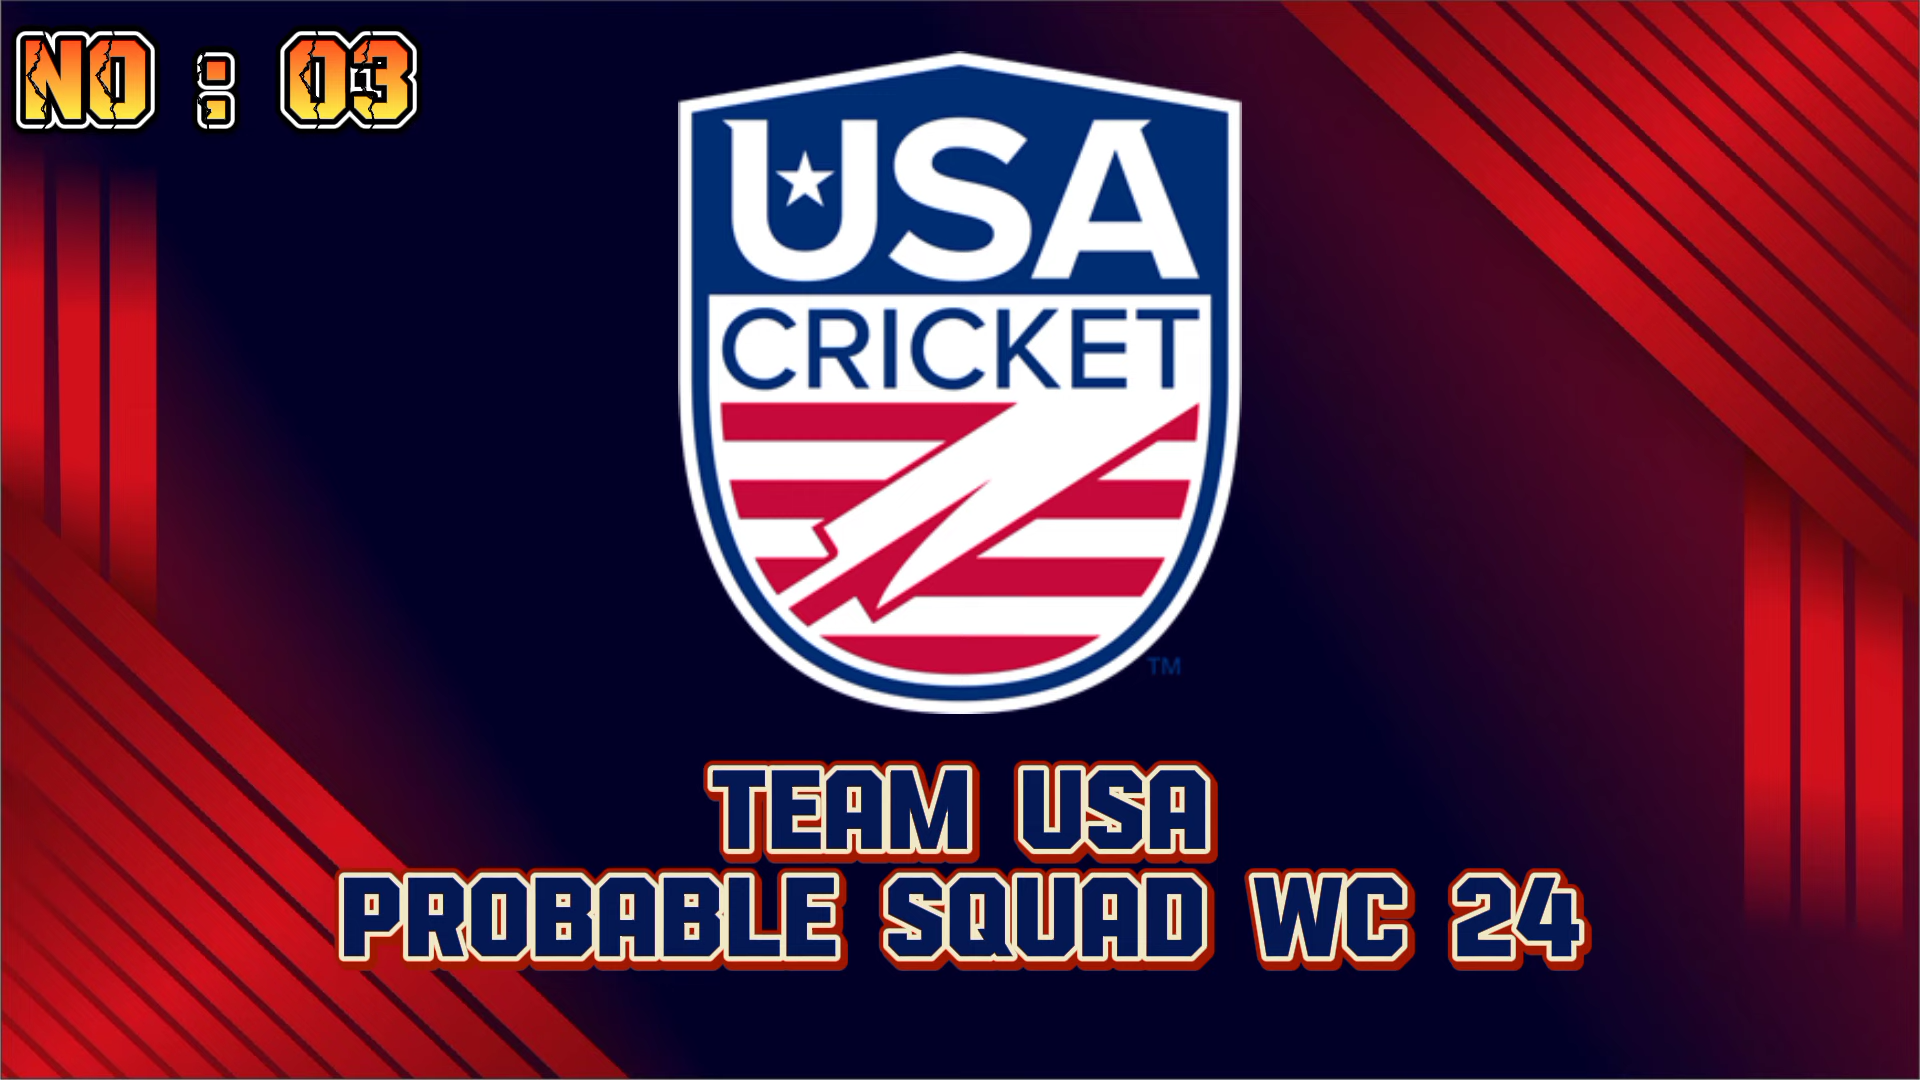 NO : 03
USA
CRICKET
TM
TEAM USA
PROBABLE SQUAD WC 24